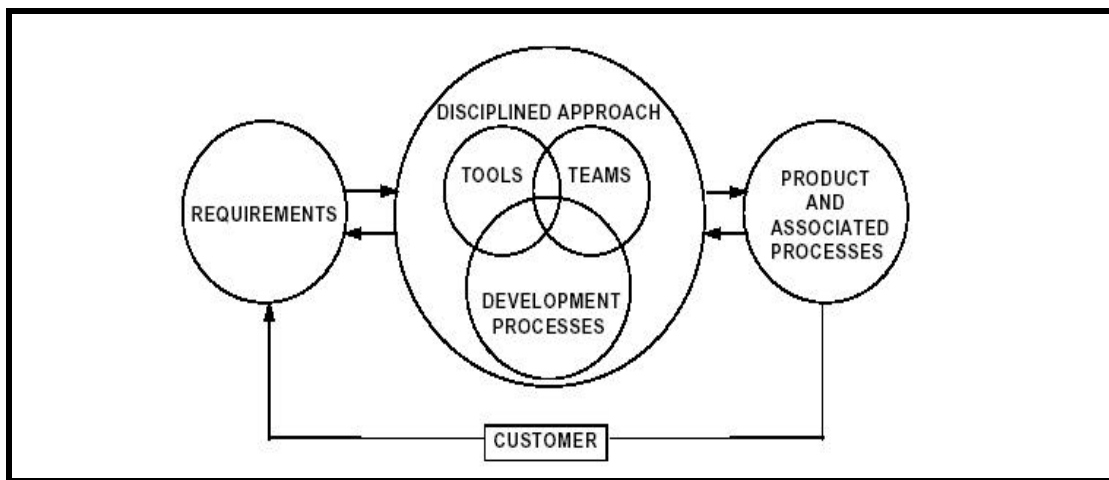 DISCIPLINED APPROACH
TOOLS
TEAMS
REQUIREMENTS
PRODUCT
AND
ASSOCIATED
PROCESSES
DEVELOPMENT
PROCESSES
CUSTOMER